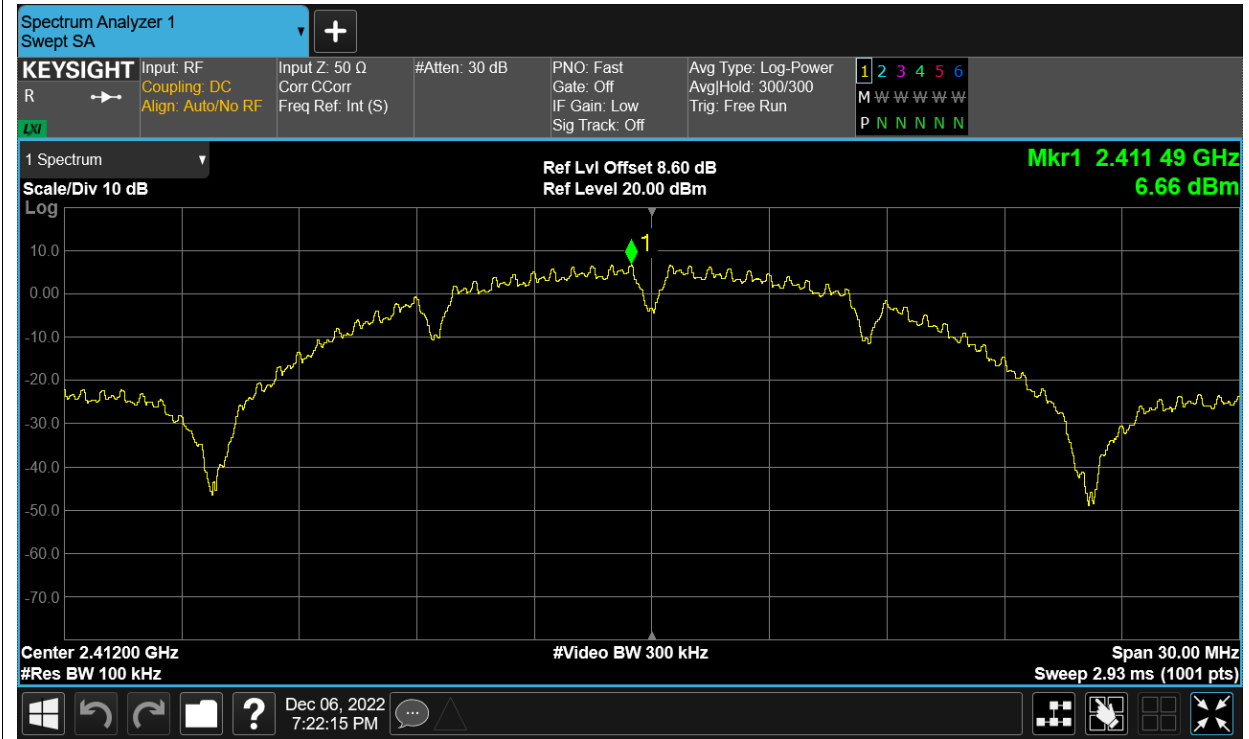 Spectrum Analyzer 1
Swept SA
KEYSIGHT
R
LXI
Input: RF
Coupling: DC
Align: Auto/No RF
Input Z: 50 Ω
Corr CCorr
Freq Ref: Int (S)
#Atten: 30 dB
PNO: Fast
Gate: Off
IF Gain: Low
Sig Track: Off
Avg Type: Log-Power
Avg|Hold: 300/300
Trig: Free Run
1 2 3 4 5 6
M W W W W W
P N N N N N
1 Spectrum
Scale/Div 10 dB
Log
Ref Lvl Offset 8.60 dB
Ref Level 20.00 dBm
Mkr1 2.411 49 GHz
6.66 dBm
1
10.0
0.00
-10.0
-20.0
-30.0
-40.0
-50.0
-60.0
-70.0
Center 2.41200 GHz
#Res BW 100 kHz
#Video BW 300 kHz
Span 30.00 MHz
Sweep 2.93 ms (1001 pts)
?
Dec 06, 2022
7:22:15 PM